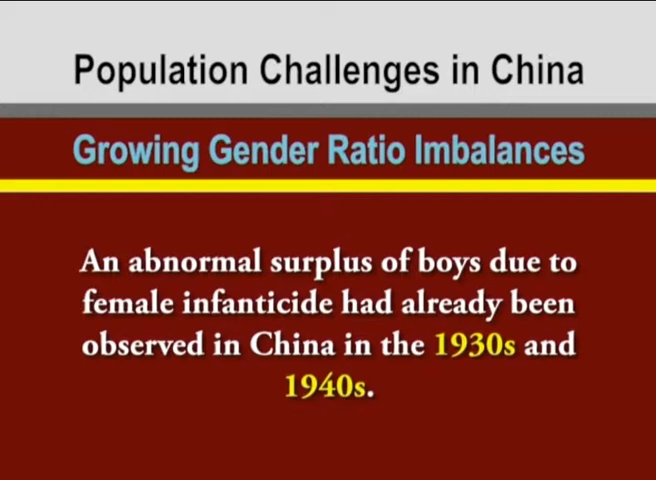 Population Challenges in China
Growing Gender Ratio Imbalances
An abnormal surplus of boys due to
female infanticide had already been
observed in China in the 1930s and
1940s.